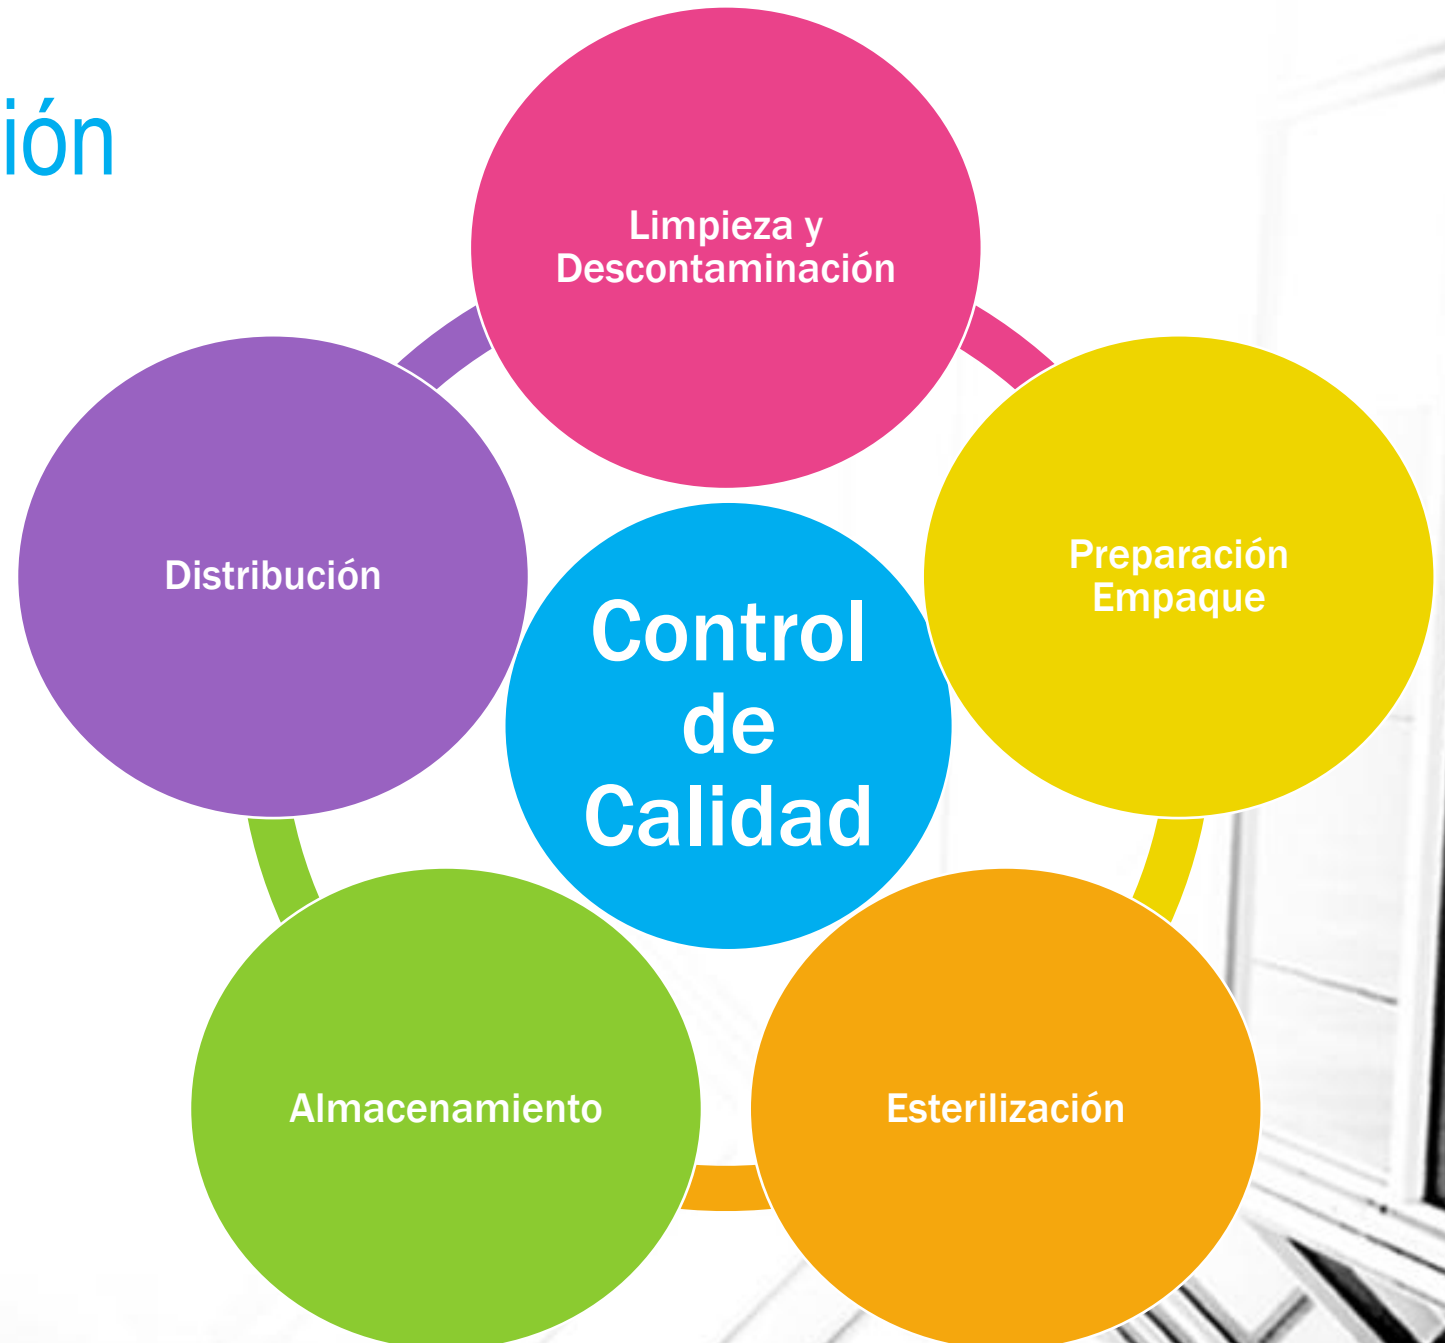 ión
Limpieza y
Descontaminación
Preparación
Empaque
Esterilización
Almacenamiento
Distribución
Control
de
Calidad